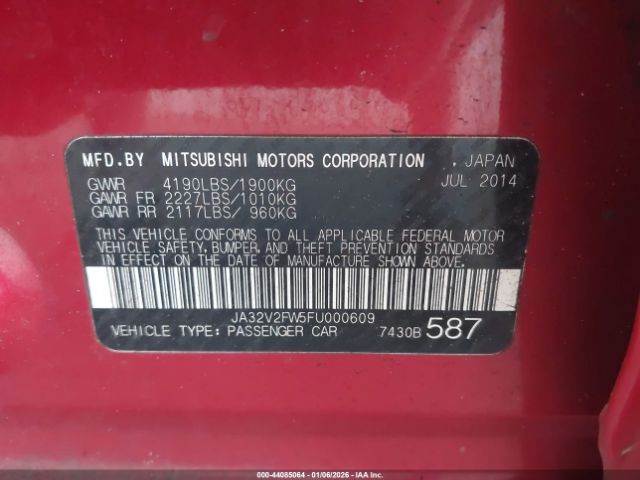 MFD.BY MITSUBISHI MOTORS CORPORATION , JAPAN
GVWR 4190LBS/1900KG JUL 2014
GAWR FR 2227LBS/1010KG
GAWR RR 2117LBS/ 960KG
THIS VEHICLE CONFORMS TO ALL APPLICABLE FEDERAL MOTOR
VEHICLE SAFETY, BUMPER, AND THEFT PREVENTION STANDARDS
IN EFFECT ON THE DATE OF MANUFACTURE SHOWN ABOVE.
JA32V2FW5FU000609
VEHICLE TYPE: PASSENGER CAR 7430B 587
000-44085064 - 01/06/2026 - IAA Inc.